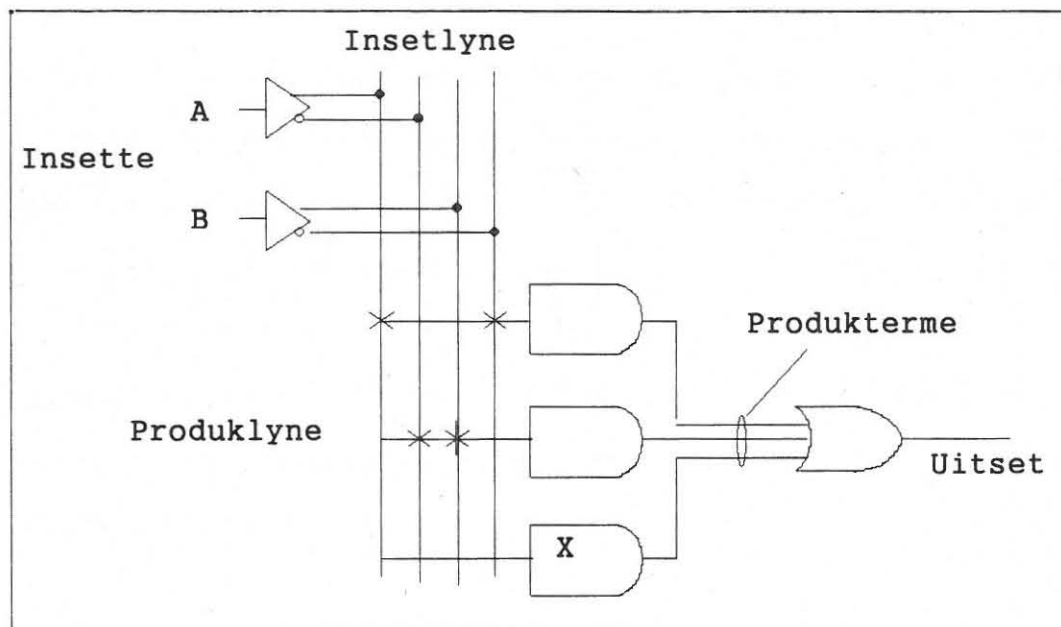 Insetlyne
A
Insette
B
Produkterme
Produklyne
Uitset
X